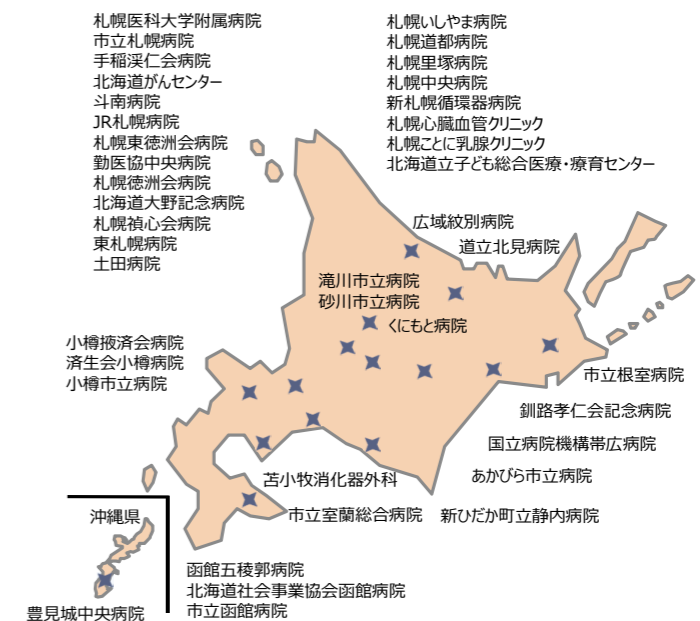 札幌医科大学附属病院
市立札幌病院
手稲渓仁会病院
北海道がんセンター
斗南病院
JR札幌病院
札幌東徳洲会病院
勤医協中央病院
札幌徳洲会病院
北海道大野記念病院
札幌禎心会病院
東札幌病院
土田病院
札幌いしやま病院
札幌道都病院
札幌里塚病院
札幌中央病院
新札幌循環器病院
札幌心臓血管クリニック
札幌ことに乳腺クリニック
北海道立子ども総合医療・療育センター
広域紋別病院
道立北見病院
滝川市立病院
砂川市立病院
くにもと病院
小樽掖済会病院
済生会小樽病院
小樽市立病院
市立根室病院
釧路孝仁会記念病院
国立病院機構帯広病院
あかびら市立病院
苫小牧消化器外科
市立室蘭総合病院
新ひだか町立静内病院
沖縄県
豊見城中央病院
函館五稜郭病院
北海道社会事業協会函館病院
市立函館病院